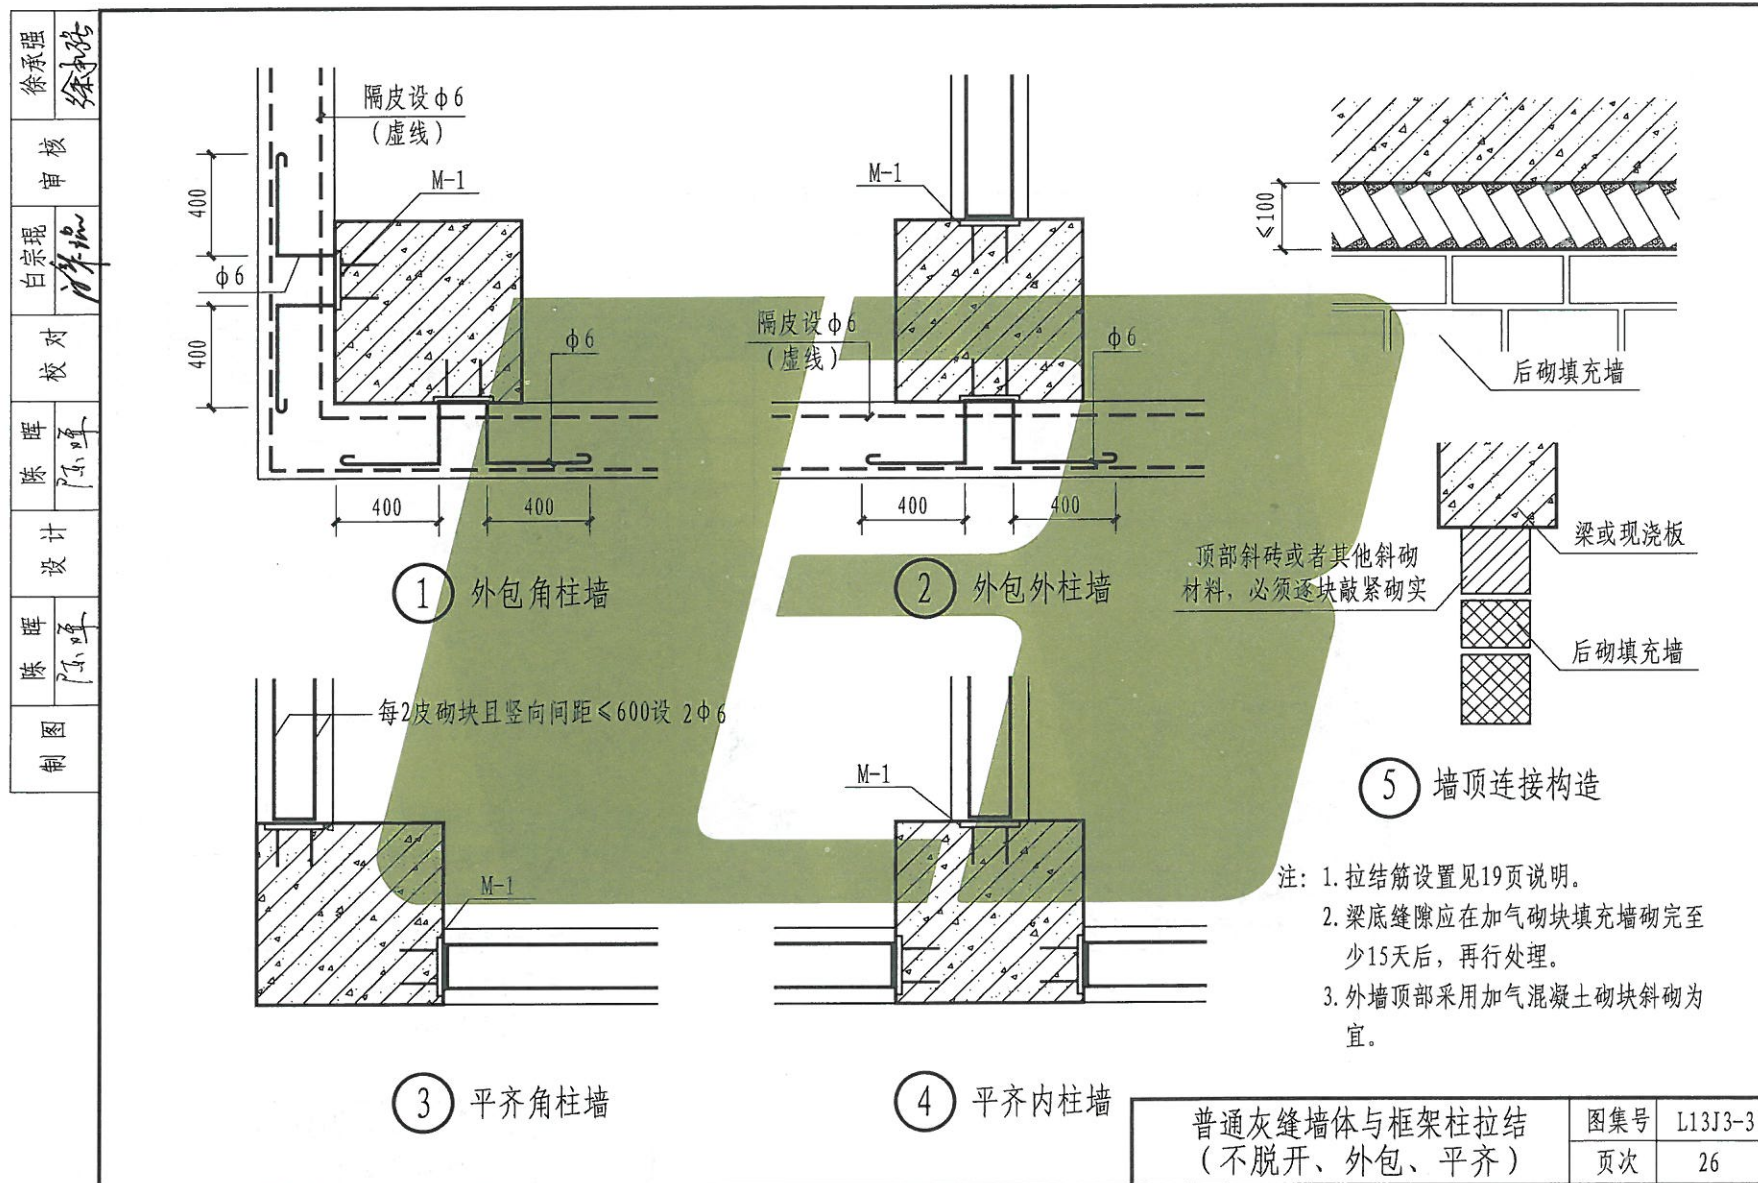 徐承强
审核
白宗琨
校对
陈晖
陈晖
设计
陈晖
陈晖
制图
隔皮设ϕ6
（虚线）
M-1
400
ϕ6
400
ϕ6
400
400
① 外包角柱墙
M-1
隔皮设ϕ6
（虚线）
ϕ6
400
400
② 外包外柱墙
≤100
后砌填充墙
梁或现浇板
顶部斜砖或者其他斜砌
材料，必须逐块敲紧砌实
后砌填充墙
⑤ 墙顶连接构造
每2皮砌块且竖向间距≤600设 2ϕ6
M-1
③ 平齐角柱墙
M-1
④ 平齐内柱墙
注：1. 拉结筋设置见19页说明。
2. 梁底缝隙应在加气砌块填充墙砌完至
少15天后，再行处理。
3. 外墙顶部采用加气混凝土砌块斜砌为
宜。
普通灰缝墙体与框架柱拉结
（不脱开、外包、平齐）
图集号 L13J3-3
页次 26